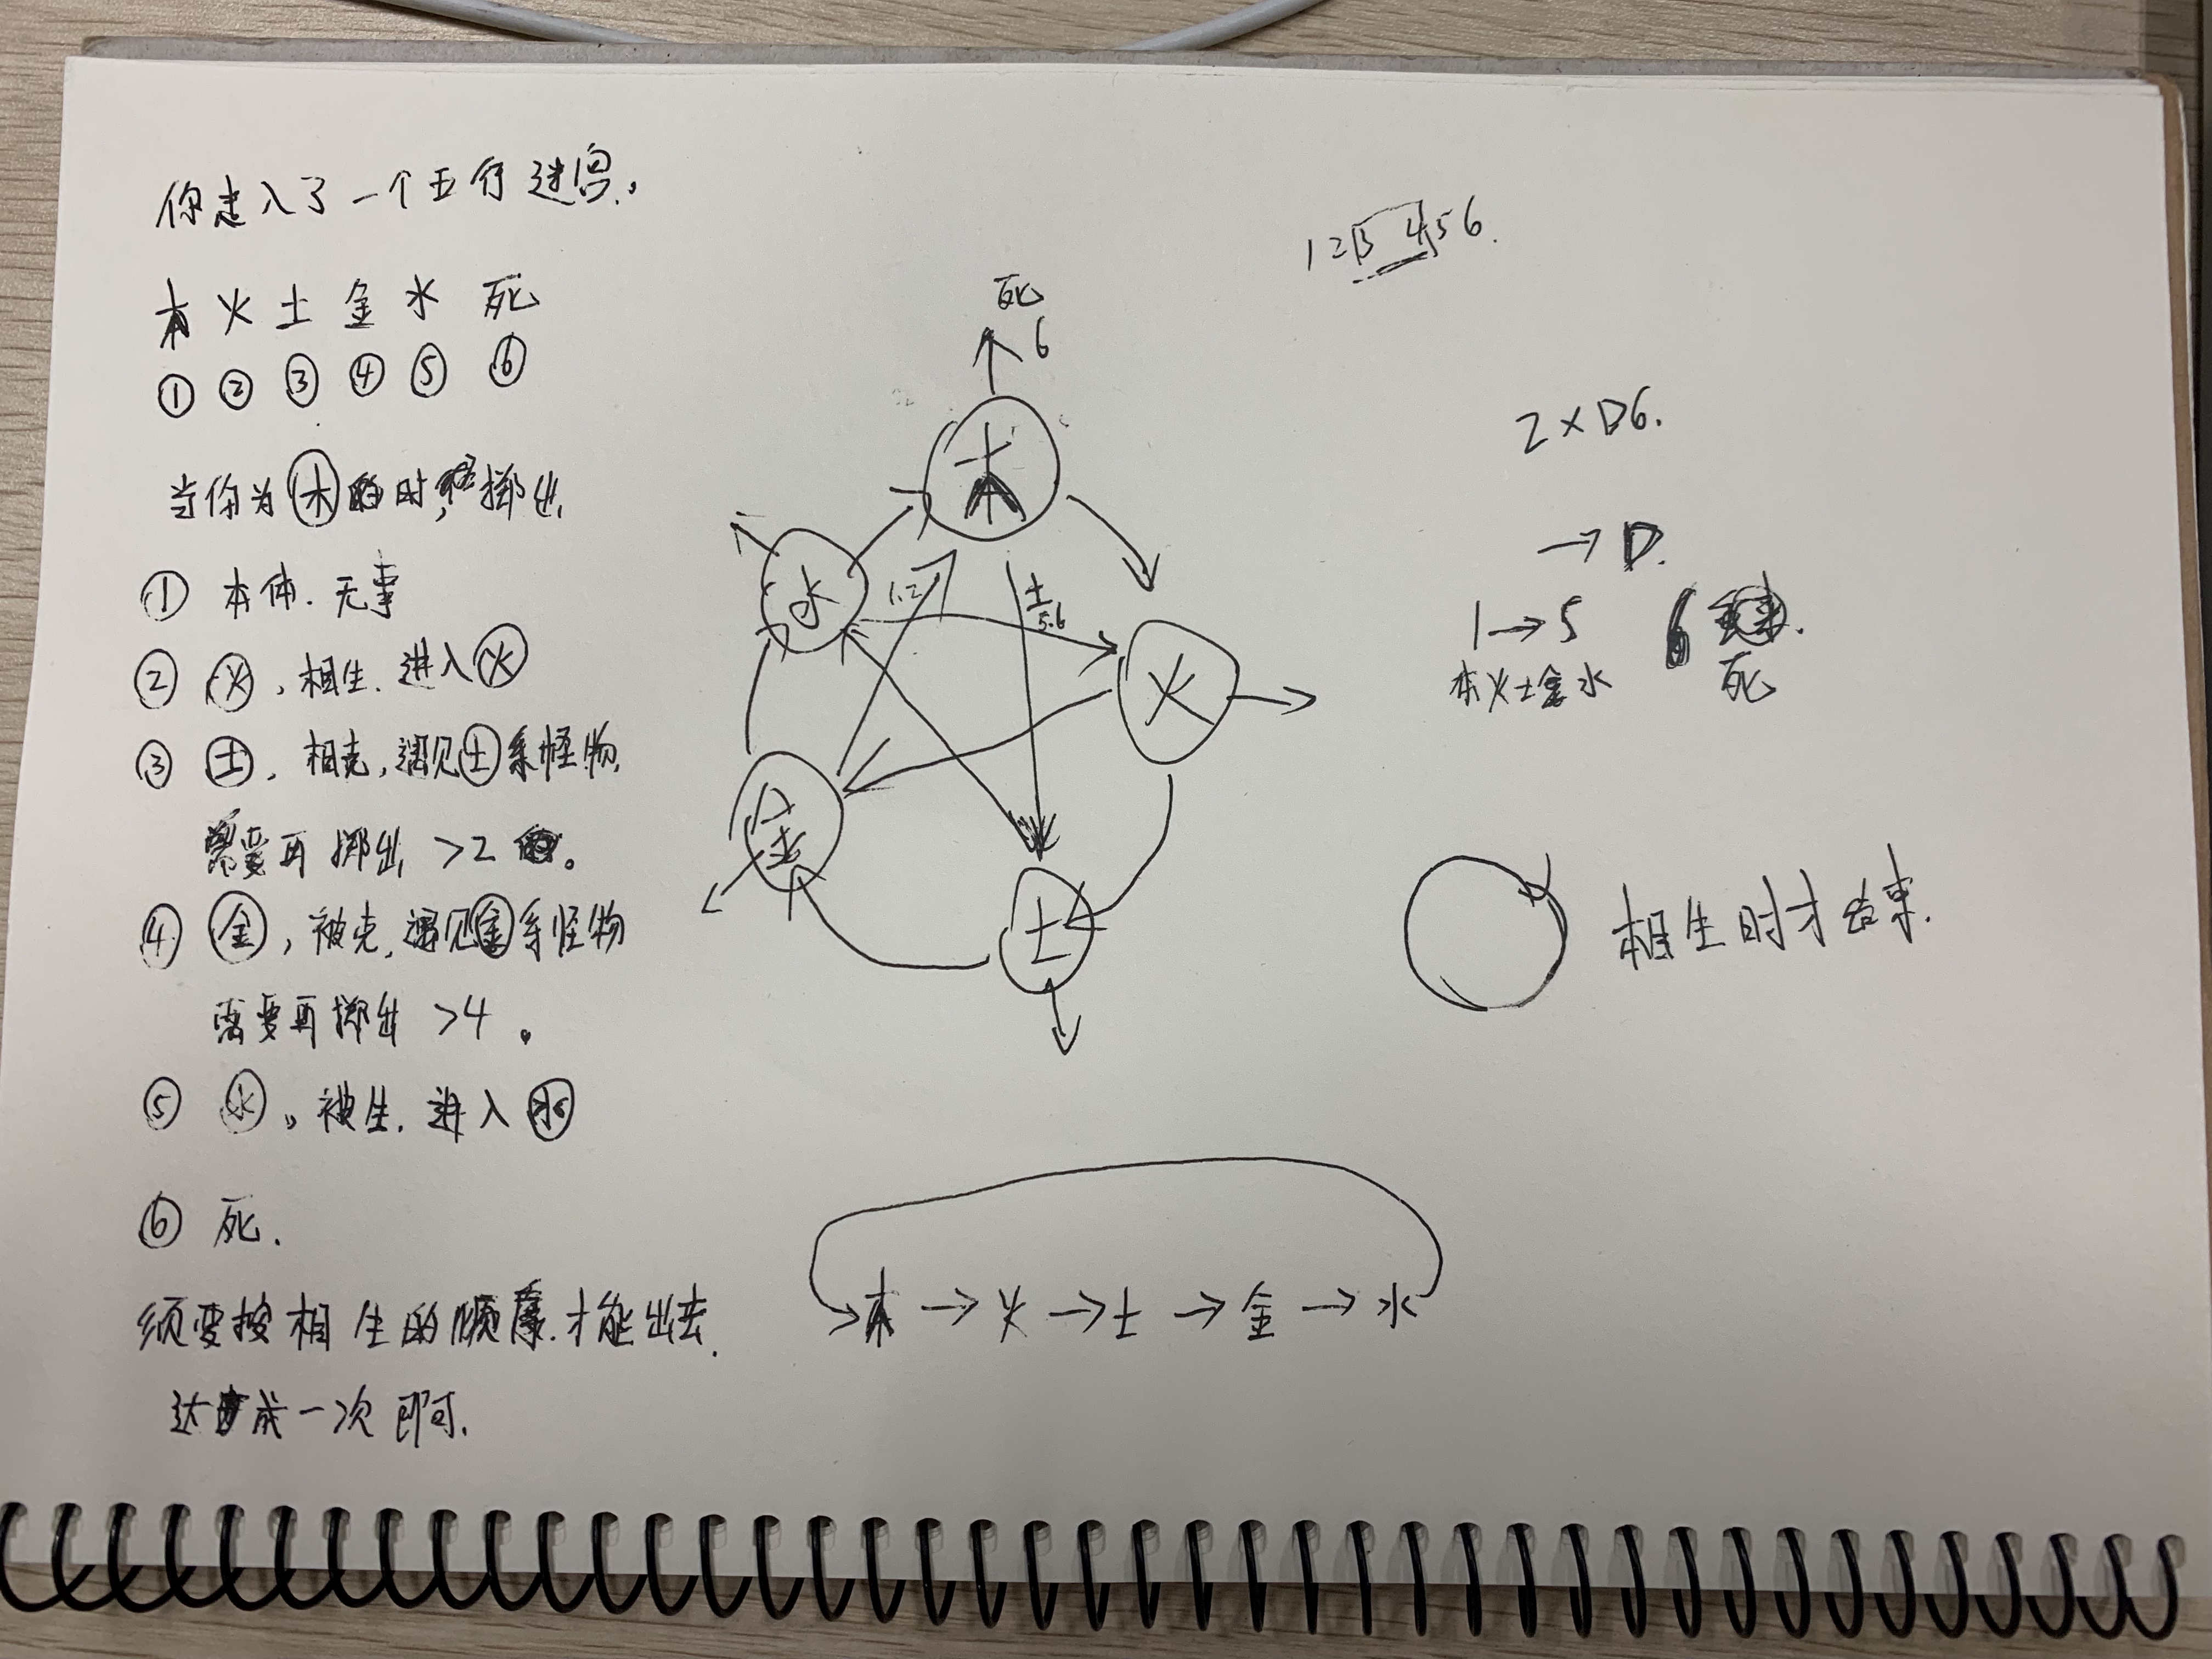 你走入了一个五行迷宫。
木 火 土 金 水 死
① ② ③ ④ ⑤ ⑥
当你为木的时,掷出
① 本体.无事
② 火,相生.进入火
③ 土,相克,遇见土系怪物
需要再掷出 >2 。
④ 金,被克,遇见金系怪物
需要再掷出 >4 。
⑤ 水。被生.进入水
⑥ 死.
须要按相生的顺序.才能出去.
达成一次即可.
死
6
木
水
1.2
土
5.6
火
金
土
木→火→土→金→水
123 456.
2×D6.
→D.
1→5 6
木火土金水 死
相生时才结束.